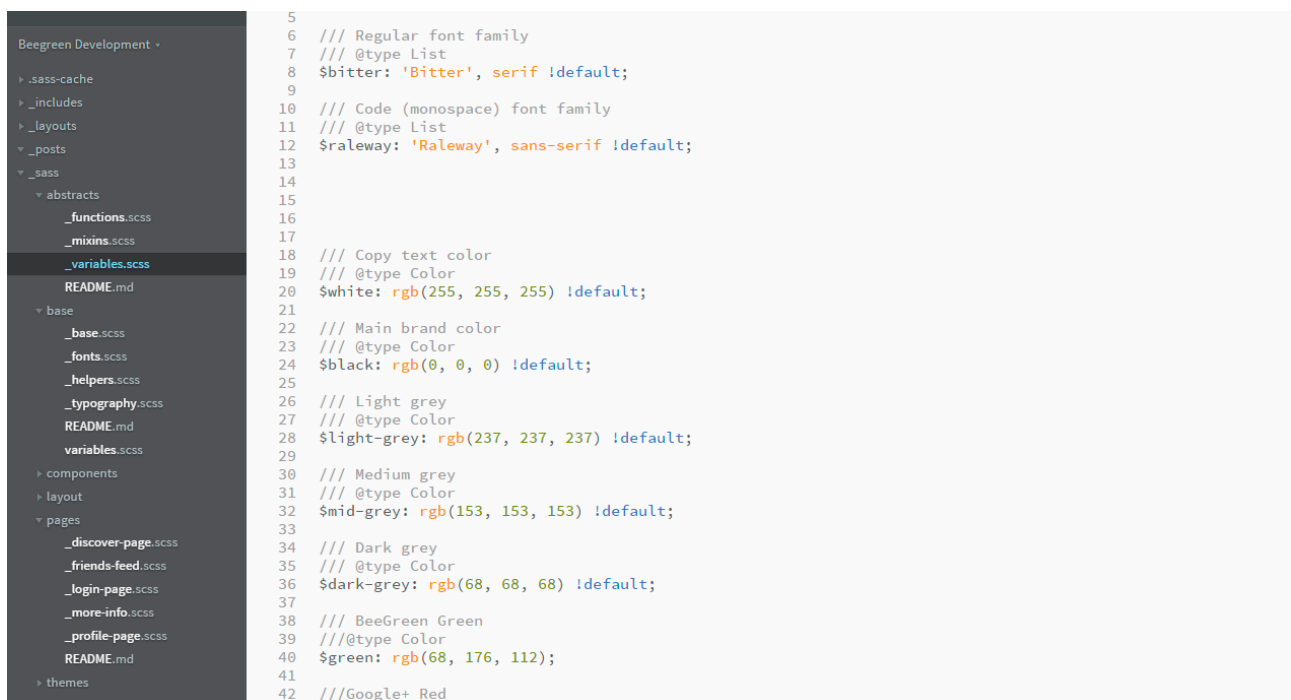 Beegreen Development
.sass-cache
_includes
_layouts
_posts
_sass
abstracts
_functions.scss
_mixins.scss
_variables.scss
README.md
base
_base.scss
_fonts.scss
_helpers.scss
_typography.scss
README.md
variables.scss
components
layout
pages
_discover-page.scss
_friends-feed.scss
_login-page.scss
_more-info.scss
_profile-page.scss
README.md
themes
5
6 /// Regular font family
7 /// @type List
8 $bitter: 'Bitter', serif !default;
9
10 /// Code (monospace) font family
11 /// @type List
12 $raleway: 'Raleway', sans-serif !default;
13
14
15
16
17
18 /// Copy text color
19 /// @type Color
20 $white: rgb(255, 255, 255) !default;
21
22 /// Main brand color
23 /// @type Color
24 $black: rgb(0, 0, 0) !default;
25
26 /// Light grey
27 /// @type Color
28 $light-grey: rgb(237, 237, 237) !default;
29
30 /// Medium grey
31 /// @type Color
32 $mid-grey: rgb(153, 153, 153) !default;
33
34 /// Dark grey
35 /// @type Color
36 $dark-grey: rgb(68, 68, 68) !default;
37
38 /// BeeGreen Green
39 ///@type Color
40 $green: rgb(68, 176, 112);
41
42 ///Google+ Red